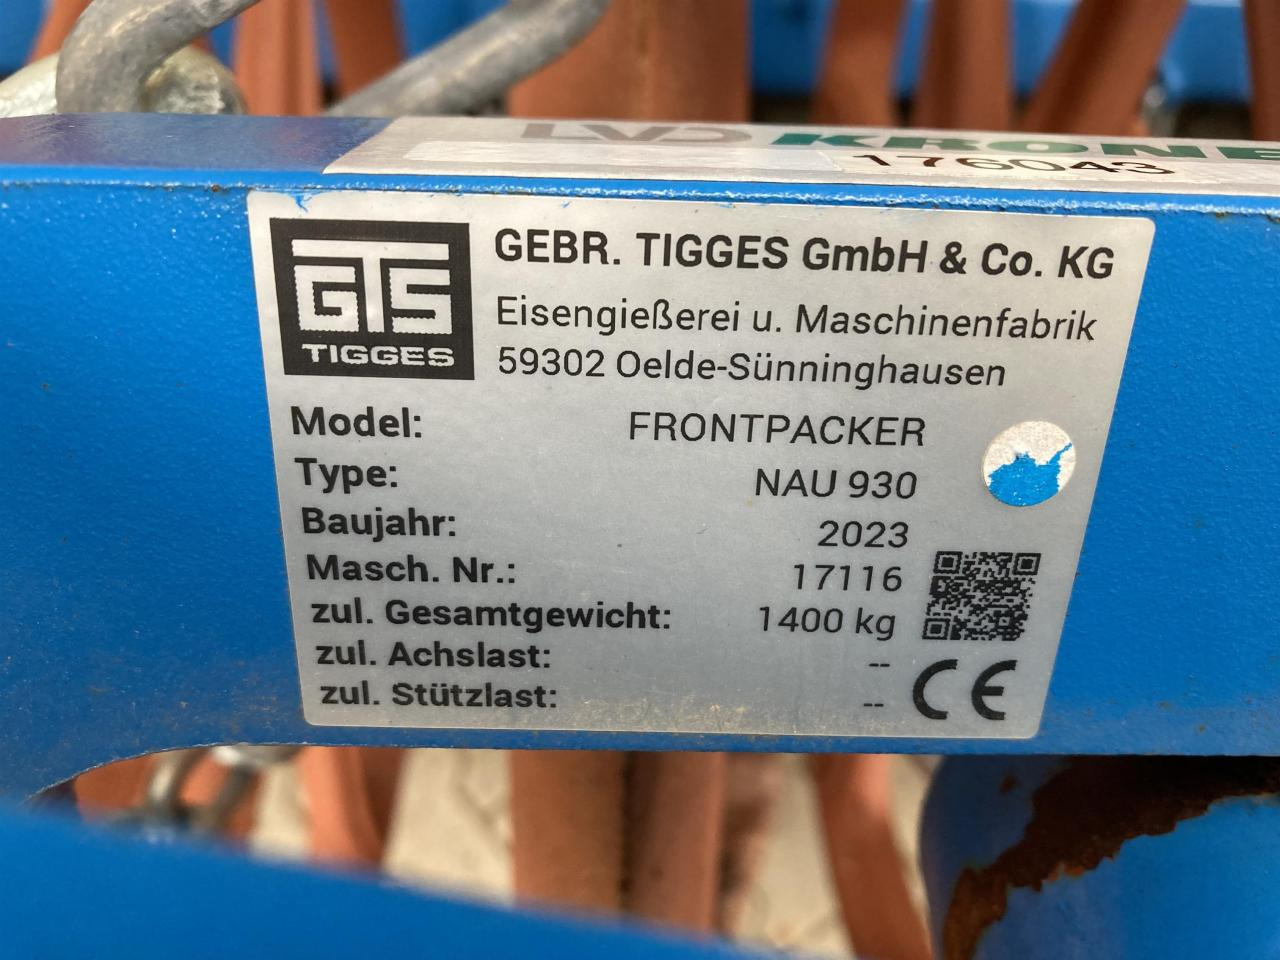 LVD KRONE
176043
GTS
TIGGES
GEBR. TIGGES GmbH & Co. KG
Eisengießerei u. Maschinenfabrik
59302 Oelde-Sünninghausen
Model: FRONTPACKER
Type: NAU 930
Baujahr: 2023
Masch. Nr.: 17116
zul. Gesamtgewicht: 1400 kg
zul. Achslast: --
zul. Stützlast: --
CE